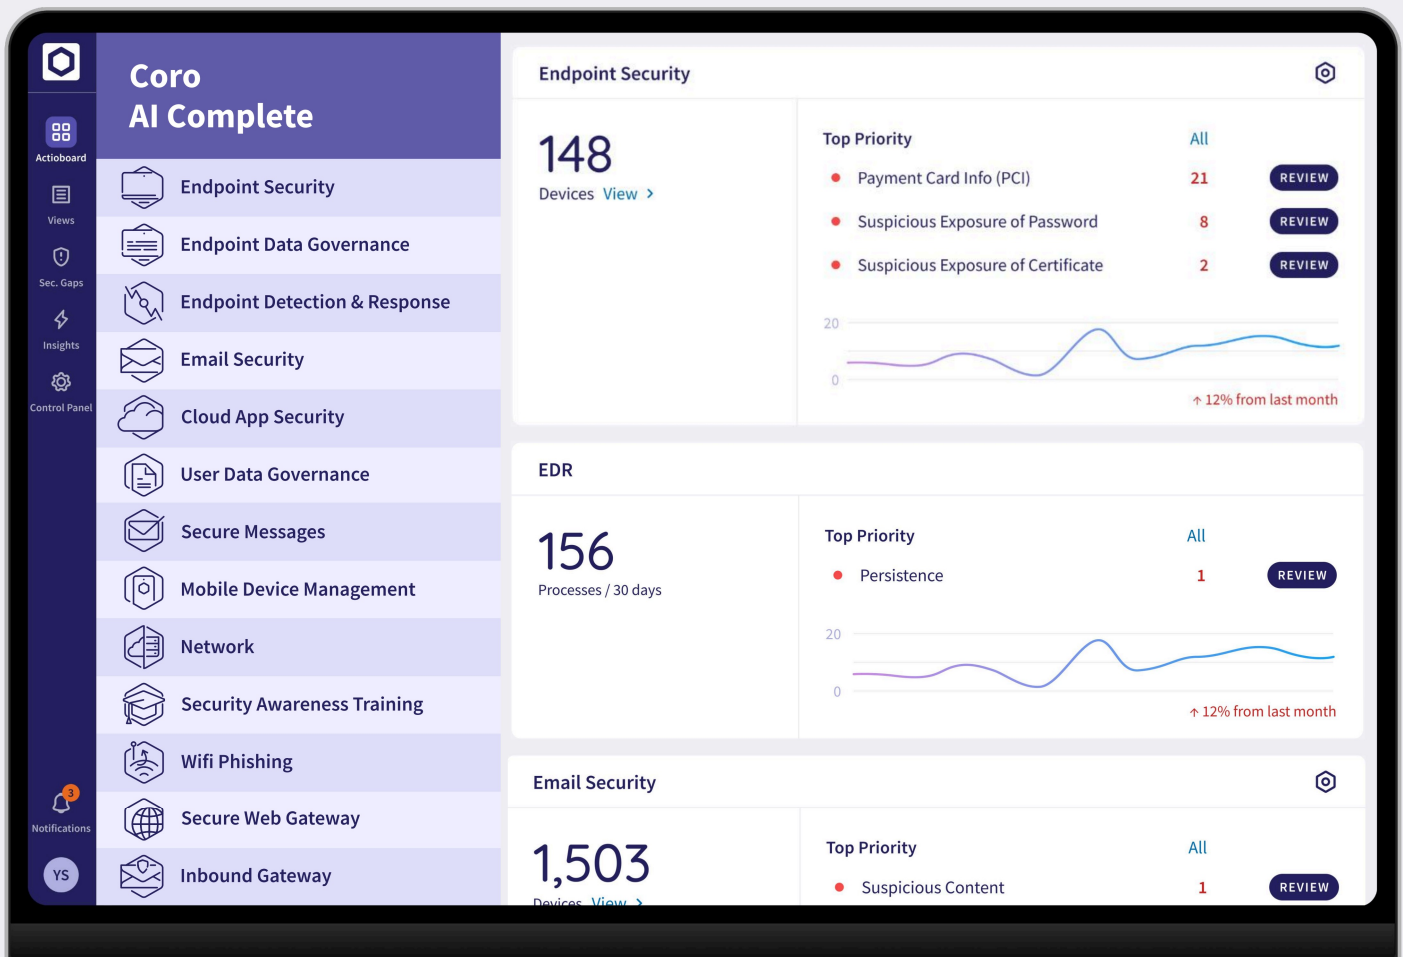 Coro
AI Complete
Actioboard
Views
Sec. Gaps
Insights
Control Panel
3
Notifications
YS
Endpoint Security
Endpoint Data Governance
Endpoint Detection & Response
Email Security
Cloud App Security
User Data Governance
Secure Messages
Mobile Device Management
Network
Security Awareness Training
Wifi Phishing
Secure Web Gateway
Inbound Gateway
Endpoint Security
148
Devices View >
Top Priority All
Payment Card Info (PCI) 21 REVIEW
Suspicious Exposure of Password 8 REVIEW
Suspicious Exposure of Certificate 2 REVIEW
20
0
↑ 12% from last month
EDR
156
Processes / 30 days
Top Priority All
Persistence 1 REVIEW
20
0
↑ 12% from last month
Email Security
1,503
Devices View >
Top Priority All
Suspicious Content 1 REVIEW